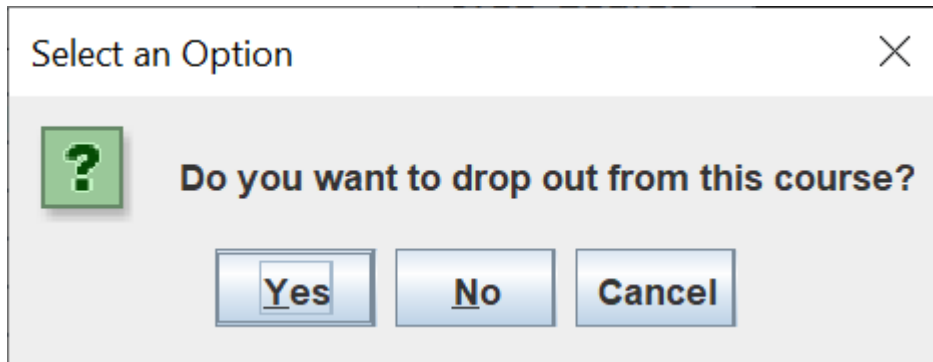 Select an Option
Do you want to drop out from this course?
Yes No Cancel